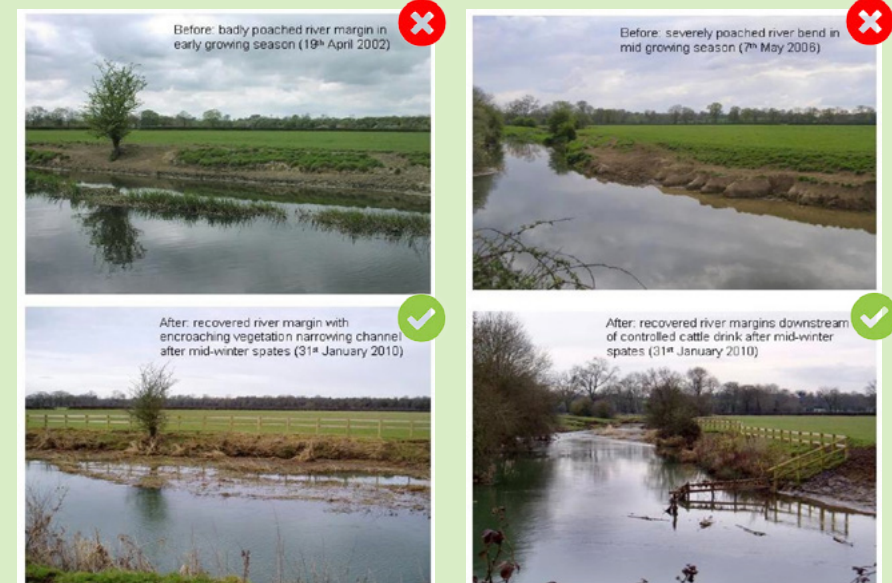 Before: badly poached river margin in
early growing season (19th April 2002)
Before: severely poached river bend in
mid growing season (7th May 2006)
After: recovered river margin with
encroaching vegetation narrowing channel
after mid-winter spates (31st January 2010)
After: recovered river margins downstream
of controlled cattle drink after mid-winter
spates (31st January 2010)